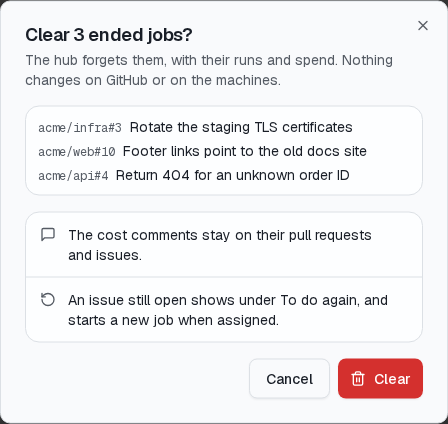 Clear 3 ended jobs?
The hub forgets them, with their runs and spend. Nothing
changes on GitHub or on the machines.
acme/infra#3 Rotate the staging TLS certificates
acme/web#10 Footer links point to the old docs site
acme/api#4 Return 404 for an unknown order ID
The cost comments stay on their pull requests
and issues.
An issue still open shows under To do again, and
starts a new job when assigned.
Cancel
Clear